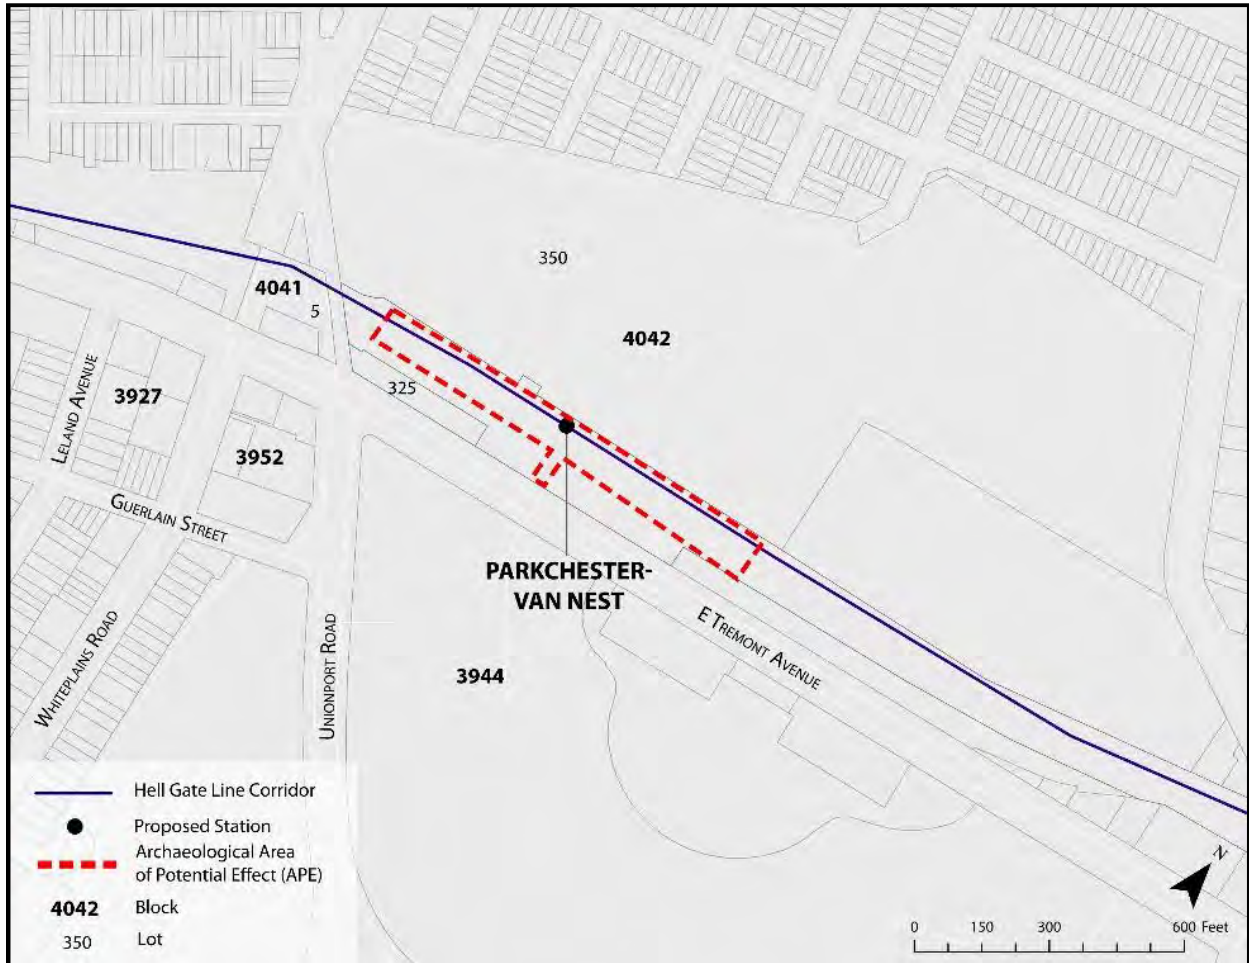 350
4041
5
4042
LELAND AVENUE
3927
325
3952
GUERLAIN STREET
PARKCHESTER-
VAN NEST
E TREMONT AVENUE
WHITEPLAINS ROAD
UNIONPORT ROAD
3944
Hell Gate Line Corridor
Proposed Station
Archaeological Area
of Potential Effect (APE)
4042 Block
350 Lot
N
0 150 300 600 Feet